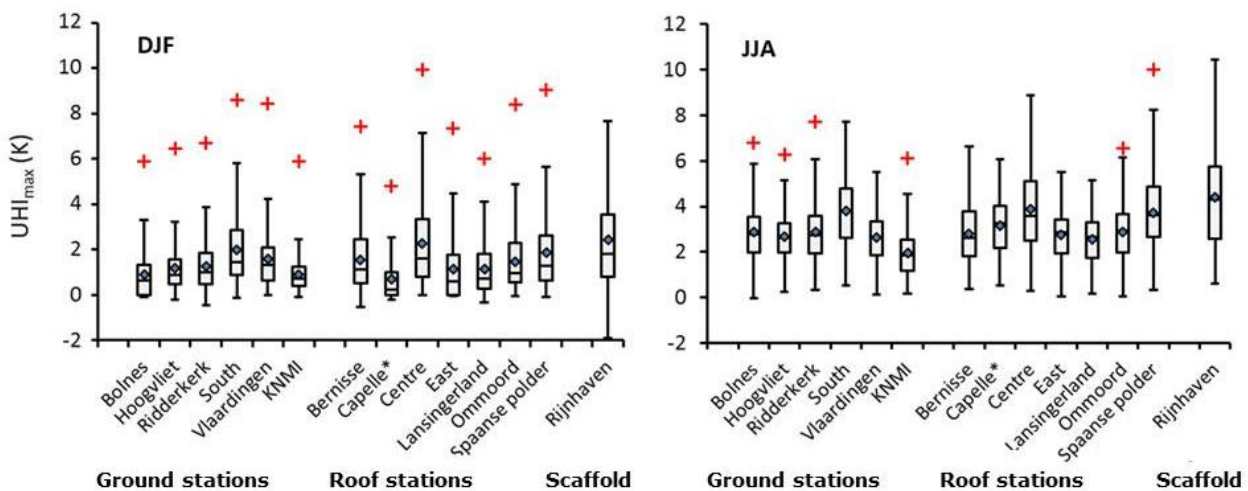 UHImax (K)
DJF
12
10
8
6
4
2
0
-2
Bolnes
Hoogvliet
Ridderkerk
South
Vlaardingen
KNMI
Bernisse
Capelle*
Centre
East
Lansingerland
Ommoord
Spaanse polder
Rijnhaven
Ground stations
Roof stations
Scaffold
JJA
12
10
8
6
4
2
0
-2
Bolnes
Hoogvliet
Ridderkerk
South
Vlaardingen
KNMI
Bernisse
Capelle*
Centre
East
Lansingerland
Ommoord
Spaanse polder
Rijnhaven
Ground stations
Roof stations
Scaffold